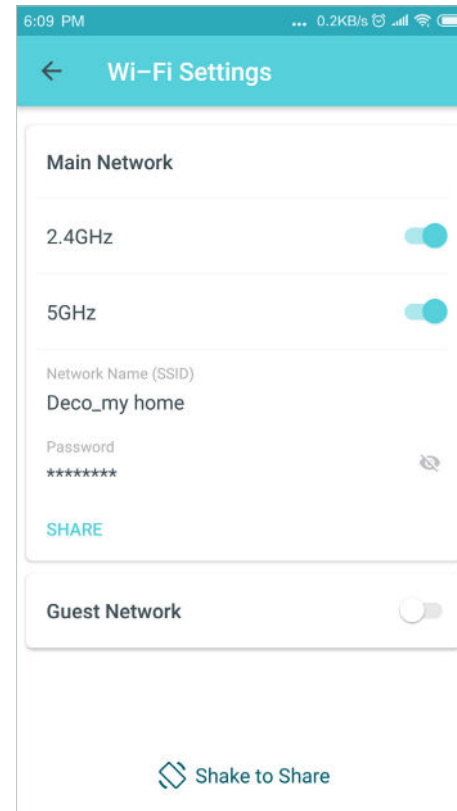 6:09 PM ... 0.2KB/s
Wi-Fi Settings
Main Network
2.4GHz
5GHz
Network Name (SSID)
Deco_my home
Password
********
SHARE
Guest Network
Shake to Share